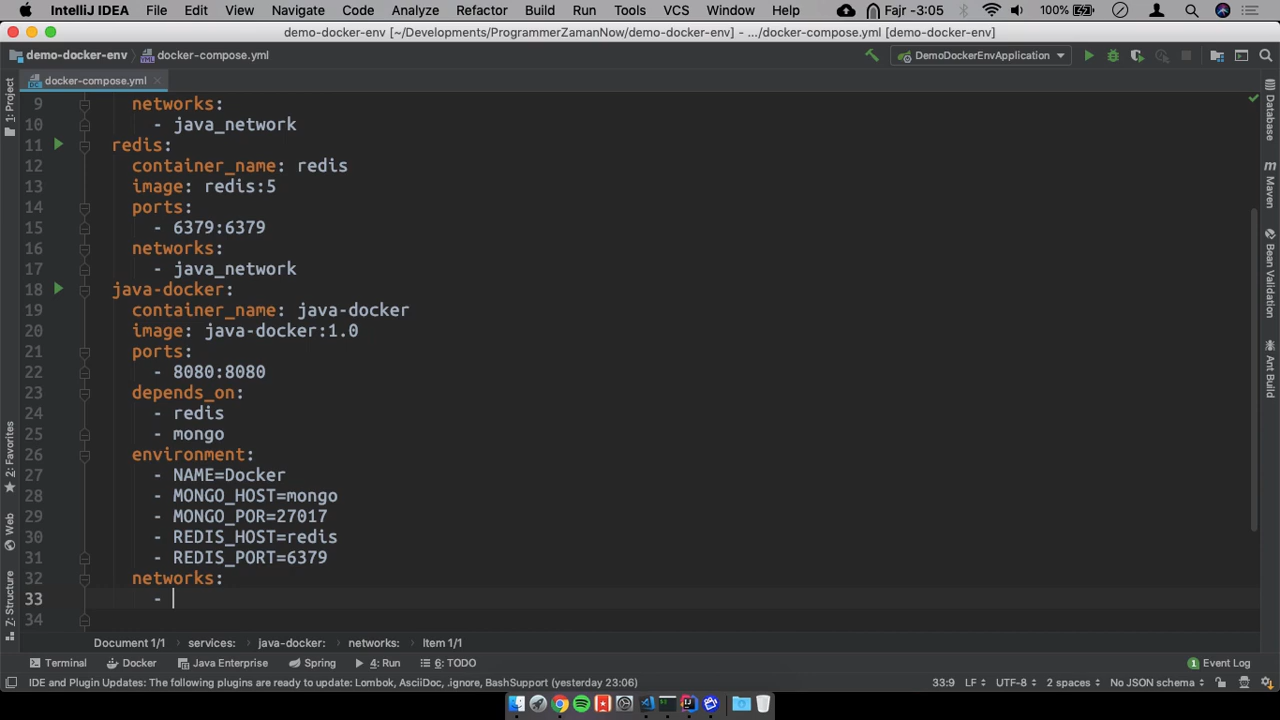 IntelliJ IDEA File Edit View Navigate Code Analyze Refactor Build Run Tools VCS Window Help Fajr -3:05 100%
demo-docker-env [~/Developments/ProgrammerZamanNow/demo-docker-env] - .../docker-compose.yml [demo-docker-env]
demo-docker-env docker-compose.yml DemoDockerEnvApplication
docker-compose.yml
1: Project
2: Favorites
Web
Z: Structure
9 networks:
10 - java_network
11 redis:
12 container_name: redis
13 image: redis:5
14 ports:
15 - 6379:6379
16 networks:
17 - java_network
18 java-docker:
19 container_name: java-docker
20 image: java-docker:1.0
21 ports:
22 - 8080:8080
23 depends_on:
24 - redis
25 - mongo
26 environment:
27 - NAME=Docker
28 - MONGO_HOST=mongo
29 - MONGO_POR=27017
30 - REDIS_HOST=redis
31 - REDIS_PORT=6379
32 networks:
33 -
34
Database
m Maven
Bean Validation
Ant Build
Document 1/1 services: java-docker: networks: Item 1/1
Terminal Docker Java Enterprise Spring 4: Run 6: TODO 1 Event Log
IDE and Plugin Updates: The following plugins are ready to update: Lombok, AsciiDoc, .ignore, BashSupport (yesterday 23:06) 33:9 LF UTF-8 2 spaces No JSON schema